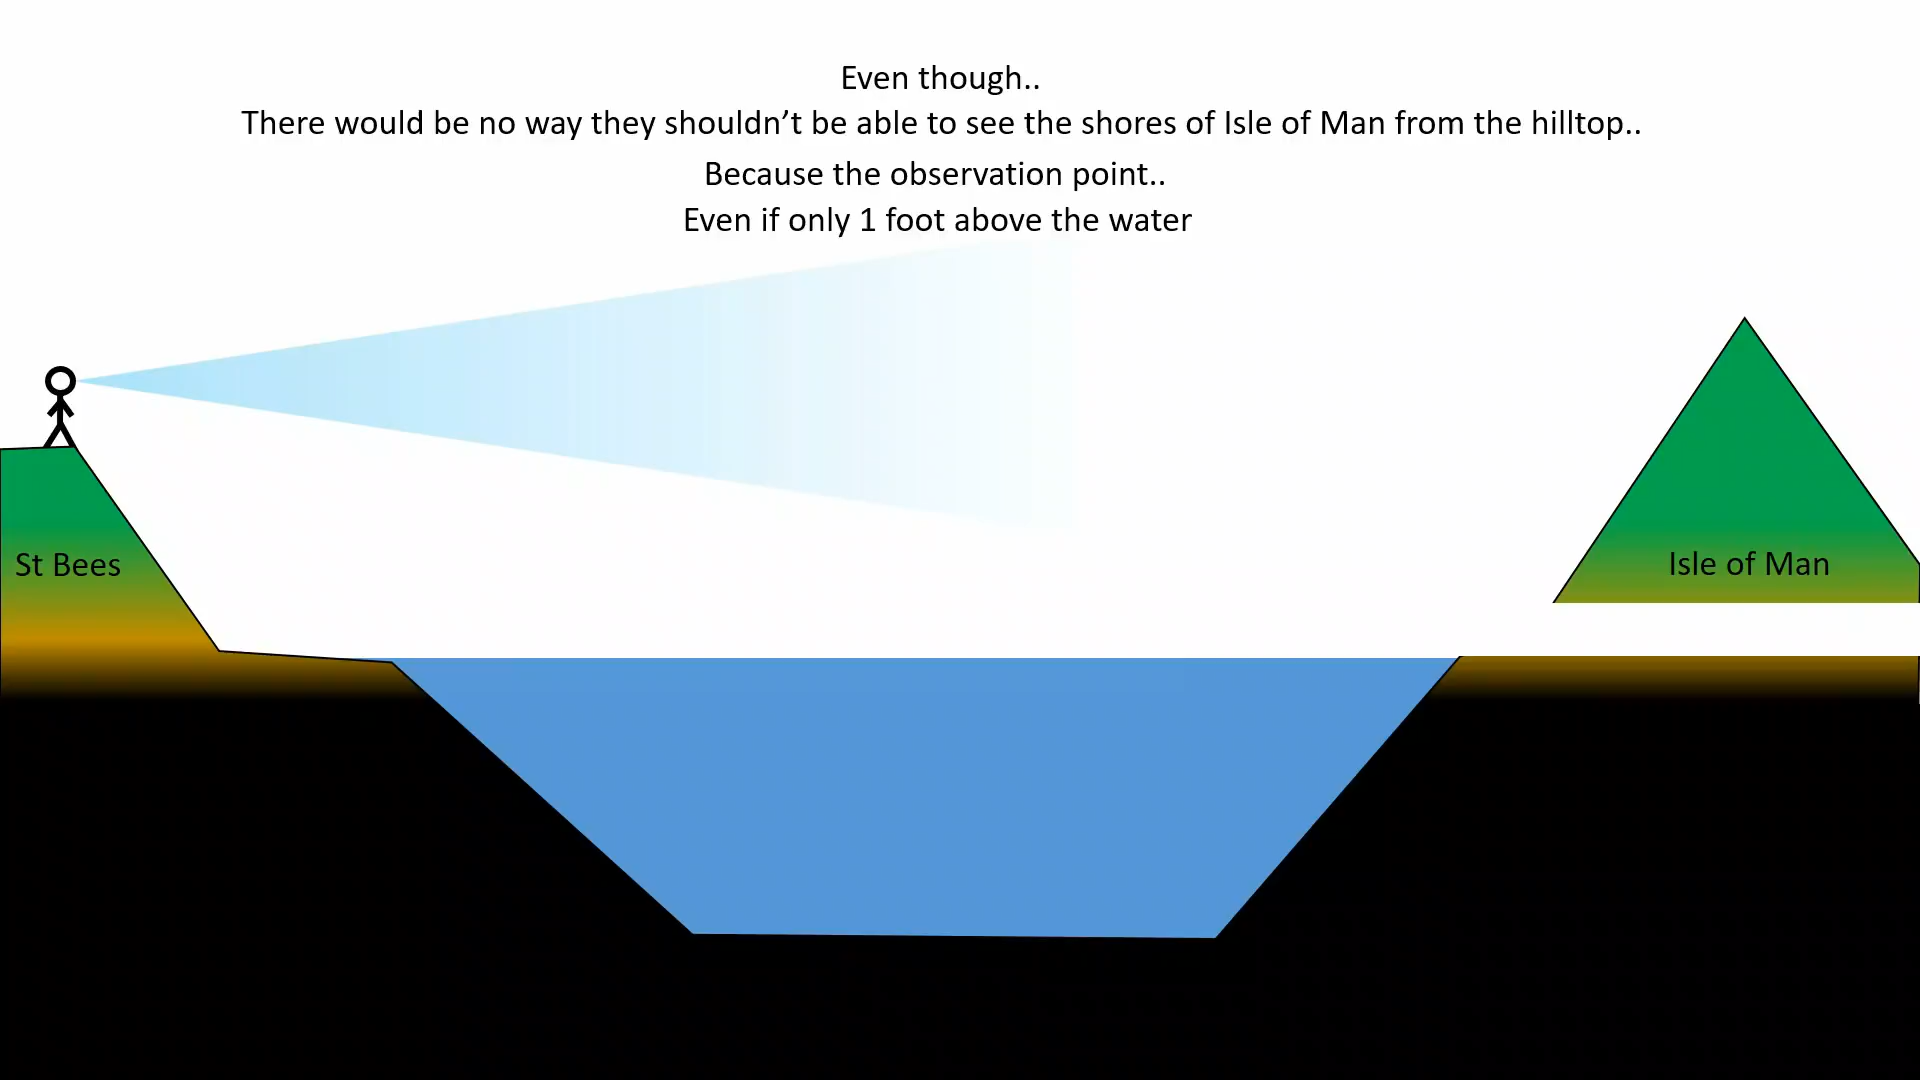 Even though..
There would be no way they shouldn’t be able to see the shores of Isle of Man from the hilltop..
Because the observation point..
Even if only 1 foot above the water
St Bees
Isle of Man